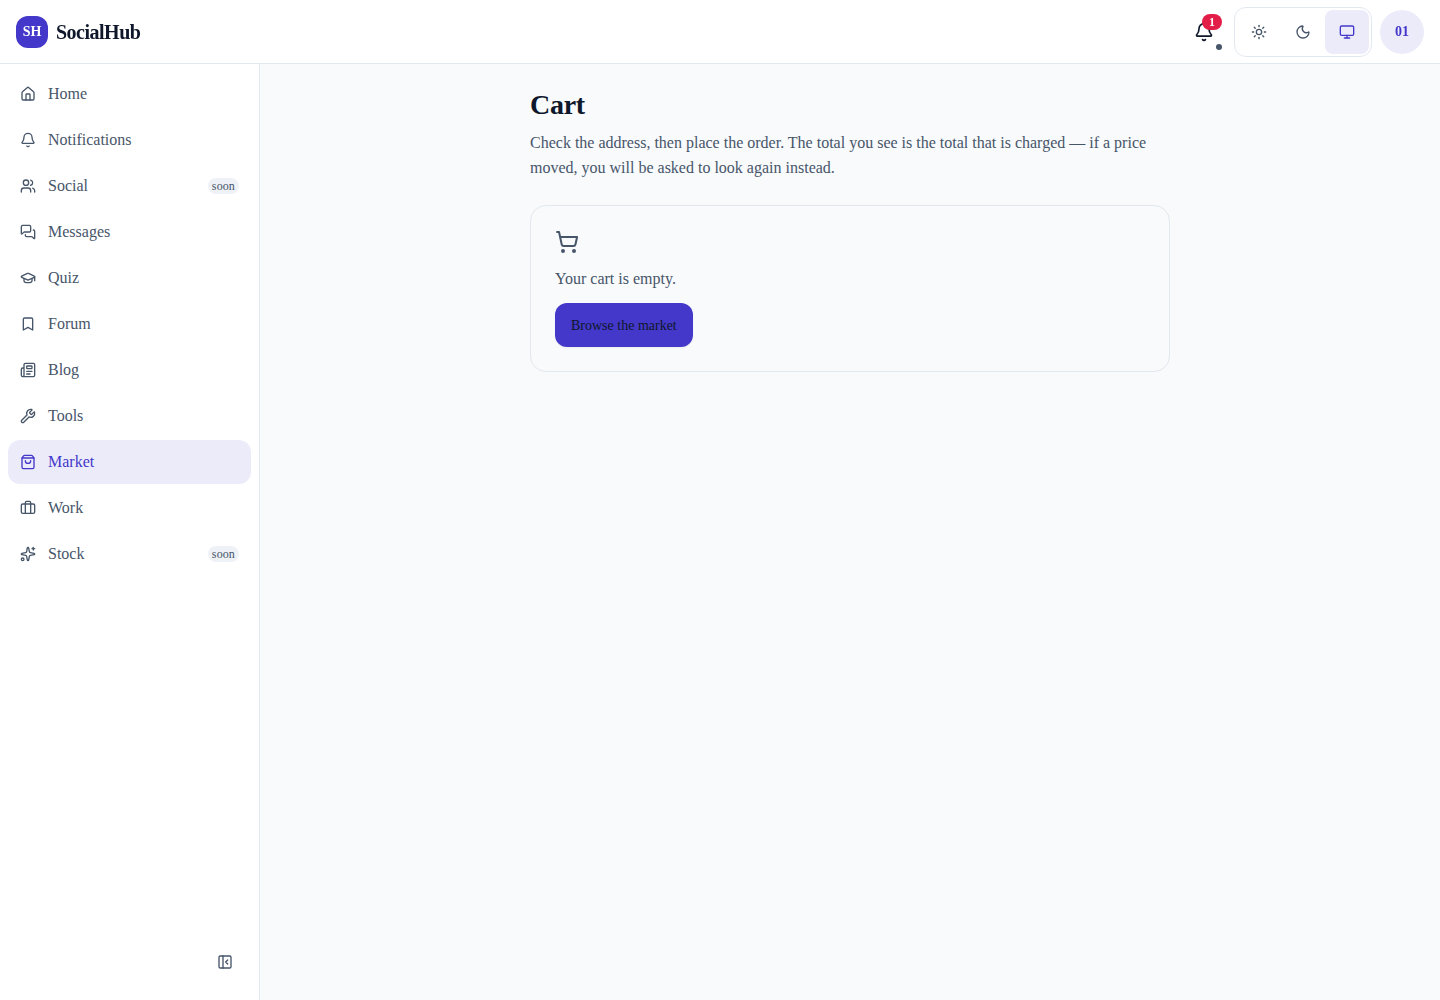 SH SocialHub
1
01
Home
Notifications
Social soon
Messages
Quiz
Forum
Blog
Tools
Market
Work
Stock soon
Cart
Check the address, then place the order. The total you see is the total that is charged — if a price
moved, you will be asked to look again instead.
Your cart is empty.
Browse the market